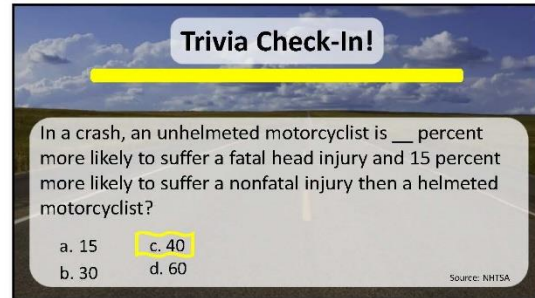 Trivia Check-In!
In a crash, an unhelmeted motorcyclist is __ percent
more likely to suffer a fatal head injury and 15 percent
more likely to suffer a nonfatal injury then a helmeted
motorcyclist?
a. 15
b. 30
c. 40
d. 60
Source: NHTSA